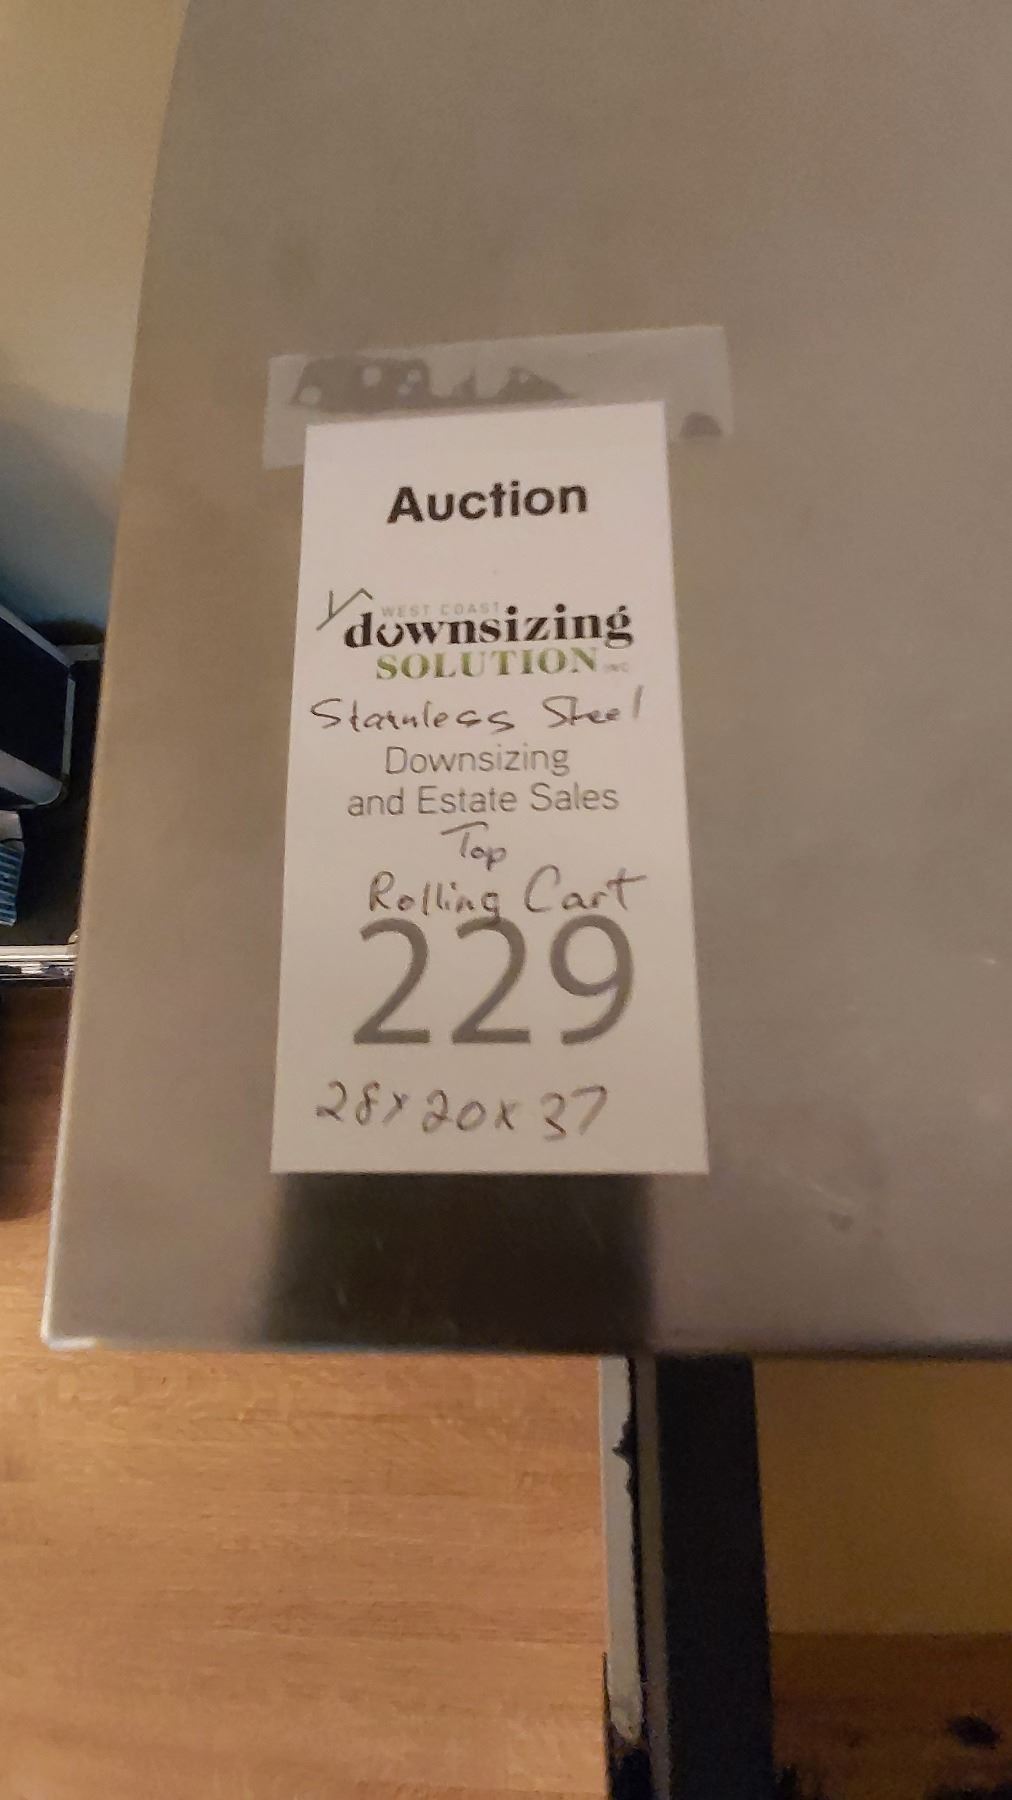 Auction
WEST COAST
downsizing
SOLUTION INC
Stainless Steel
Downsizing
and Estate Sales
Top
Rolling Cart
229
28x20x37